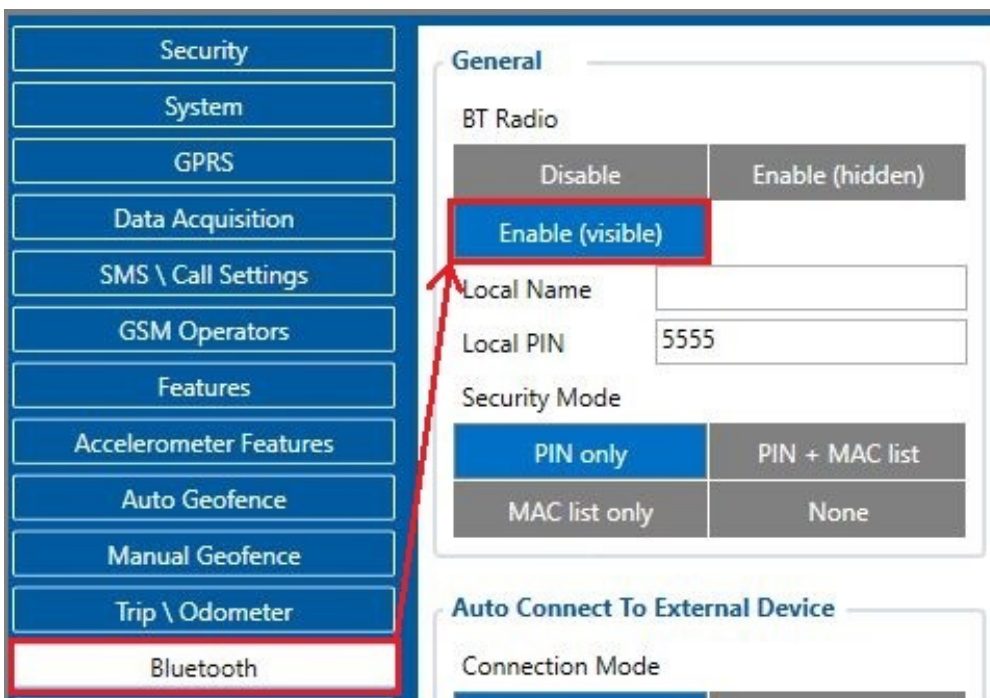 Security
System
GPRS
Data Acquisition
SMS \ Call Settings
GSM Operators
Features
Accelerometer Features
Auto Geofence
Manual Geofence
Trip \ Odometer
Bluetooth
General
BT Radio
Disable
Enable (hidden)
Enable (visible)
Local Name
Local PIN
5555
Security Mode
PIN only
PIN + MAC list
MAC list only
None
Auto Connect To External Device
Connection Mode